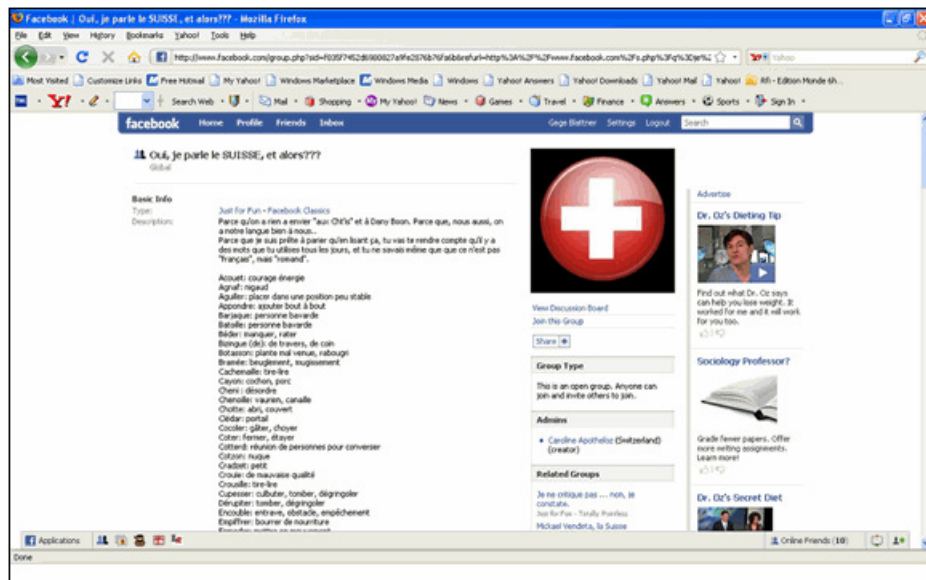 Facebook | Oui, je parle le SUISSE, et alors??? - Mozilla Firefox
File Edit View History Bookmarks Yahoo! Tools Help
Most Visited Customize Links Free Hotmail My Yahoo! Windows Marketplace Windows Media Windows Yahoo! Answers Yahoo! Downloads Yahoo! Mail Yahoo! Rfi - Edition Monde 6h...
Y! Search Web Mail Shopping My Yahoo! News Games Travel Finance Answers Sports Sign In
facebook Home Profile Friends Inbox Gege Blattner Settings Logout Search
Oui, je parle le SUISSE, et alors???
Global
Basic Info
Type: Just for Fun - Facebook Classics
Description: Parce qu'on a rien a envier "aux Cht'is" et à Dany Boon. Parce que, nous aussi, on
a notre langue bien à nous..
Parce que je suis prête à parier qu'en lisant ça, tu vas te rendre compte qu'il y a
des mots que tu utilises tous les jours, et tu ne savais même que que ce n'est pas
"français", mais "romand".
Acouet: courage énergie
Agnaf: nigaud
Aguiller: placer dans une position peu stable
Appondre: ajouter bout à bout
Barjaque: personne bavarde
Batoille: personne bavarde
Béder: manquer, rater
Bizingue (de): de travers, de coin
Botasson: plante mal venue, rabougri
Bramée: beuglement, mugissement
Cachemaille: tire-lire
Cayon: cochon, porc
Cheni : désordre
Chenoille: vaurien, canaille
Chotte: abri, couvert
Clédar: portail
Cocoler: gâter, choyer
Coter: fermer, étayer
Cotterd: réunion de personnes pour converser
Cotzon: nuque
Cradzet: petit
Crouïe: de mauvaise qualité
Crousille: tire-lire
Cupesser: culbuter, tomber, dégringoler
Dérupiter: tomber, dégringoler
Encouble: entrave, obstacle, empêchement
Empiffrer: bourrer de nourriture
View Discussion Board
Join this Group
Share +
Group Type
This is an open group. Anyone can
join and invite others to join.
Admins
Caroline Apotheloz (Switzerland)
(creator)
Related Groups
Je ne critique pas ... non, je
constate.
Just for Fun - Totally Pointless
Mickael Vendeta, la Suisse
Advertise
Dr. Oz's Dieting Tip
Find out what Dr. Oz says
can help you lose weight. It
worked for me and it will work
for you too.
Sociology Professor?
Grade fewer papers. Offer
more writing assignments.
Learn more!
Dr. Oz's Secret Diet
Applications Online Friends (10)
Done